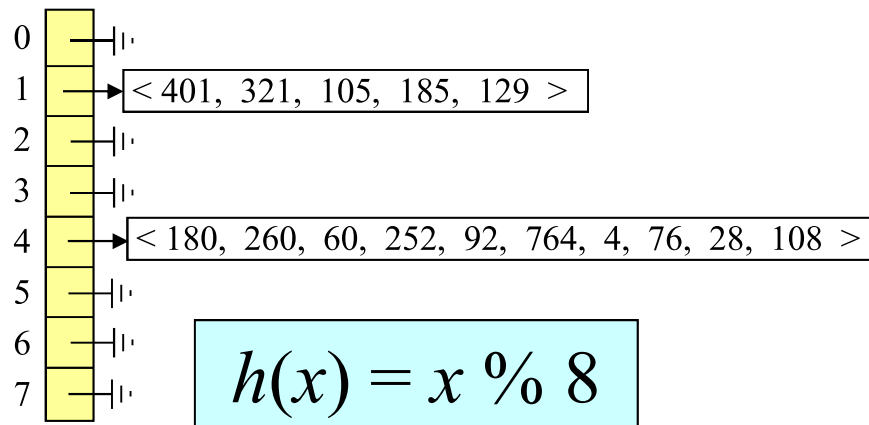 0
1 < 401, 321, 105, 185, 129 >
2
3
4 < 180, 260, 60, 252, 92, 764, 4, 76, 28, 108 >
5
6
7
h(x) = x % 8